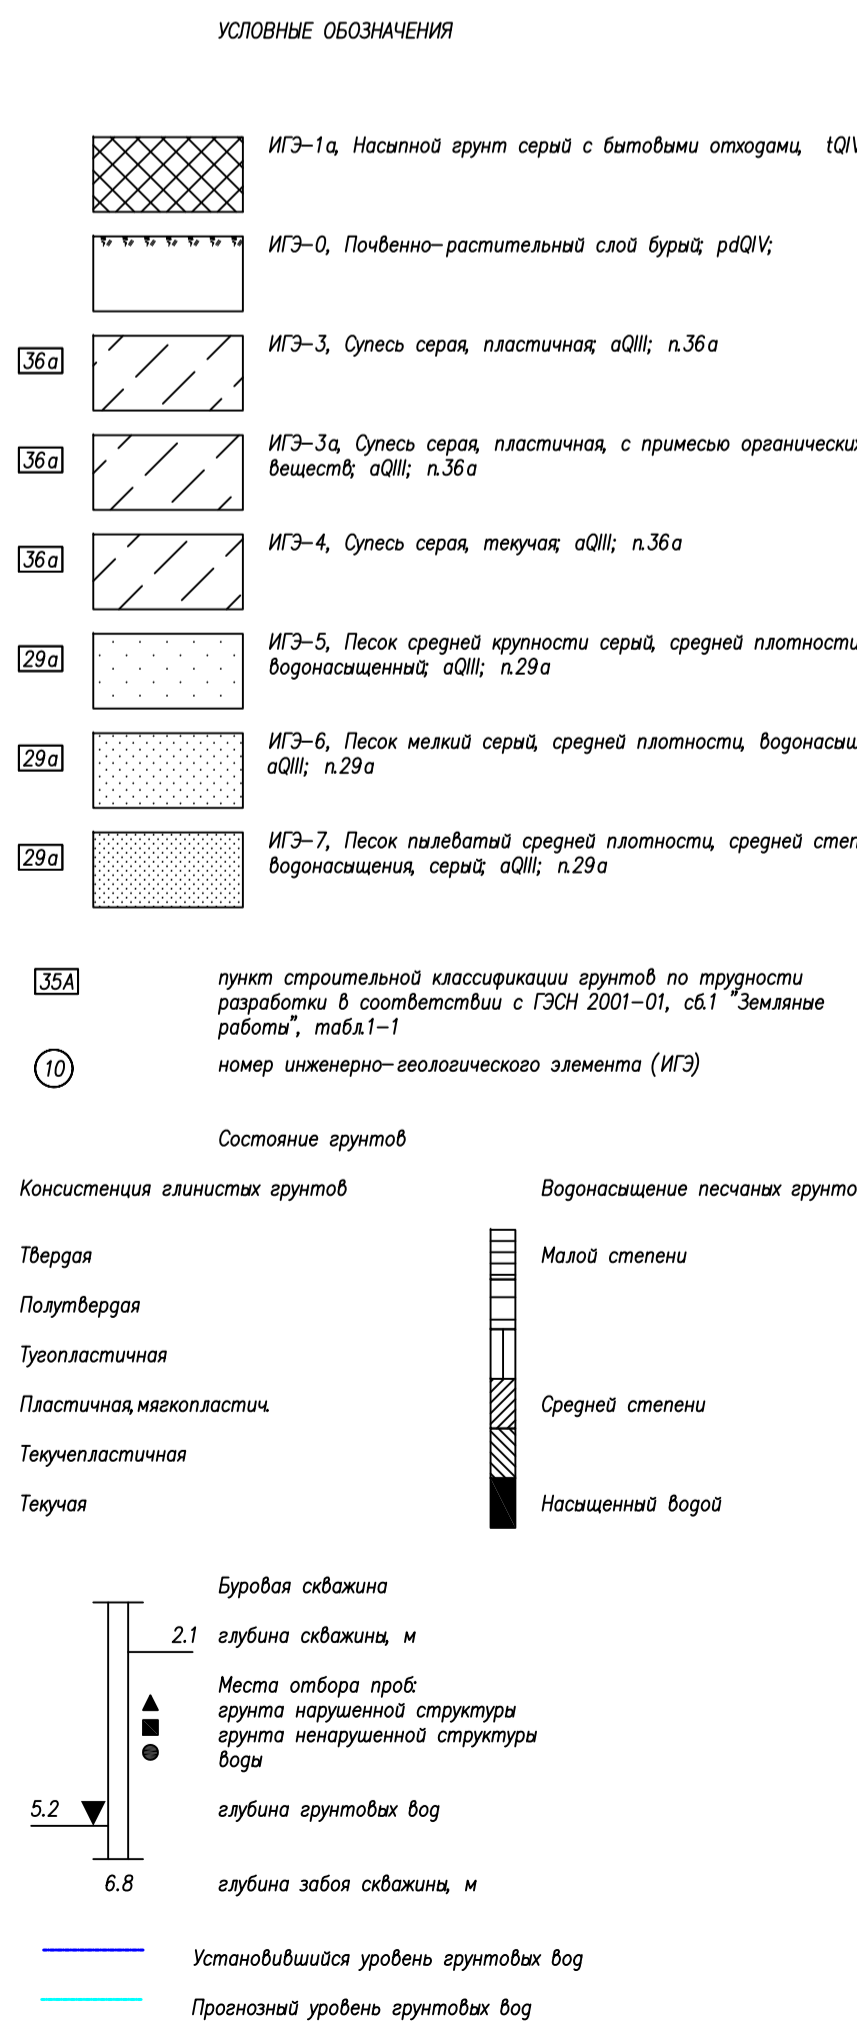 УСЛОВНЫЕ ОБОЗНАЧЕНИЯ
ИГЭ-1а, Насыпной грунт серый с бытовыми отходами, tQIV
ИГЭ-0, Почвенно-растительный слой бурый; pdQIV;
36а ИГЭ-3, Супесь серая, пластичная; aQIII; п.36а
36а ИГЭ-3а, Супесь серая, пластичная, с примесью органических
веществ; aQIII; п.36а
36а ИГЭ-4, Супесь серая, текучая; aQIII; п.36а
29а ИГЭ-5, Песок средней крупности серый, средней плотности
водонасыщенный; aQIII; п.29а
29а ИГЭ-6, Песок мелкий серый, средней плотности, водонасыщ
aQIII; п.29а
29а ИГЭ-7, Песок пылеватый средней плотности, средней степ
водонасыщения, серый; aQIII; п.29а
35А пункт строительной классификации грунтов по трудности
разработки в соответствии с ГЭСН 2001-01, сб.1 "Земляные
работы", табл.1-1
10 номер инженерно-геологического элемента (ИГЭ)
Состояние грунтов
Консистенция глинистых грунтов Водонасыщение песчаных грунто
Твердая Малой степени
Полутвердая
Тугопластичная
Пластичная,мягкопластич. Средней степени
Текучепластичная
Текучая Насыщенный водой
Буровая скважина
2.1 глубина скважины, м
Места отбора проб:
грунта нарушенной структуры
грунта ненарушенной структуры
воды
5.2 глубина грунтовых вод
6.8 глубина забоя скважины, м
Установившийся уровень грунтовых вод
Прогнозный уровень грунтовых вод